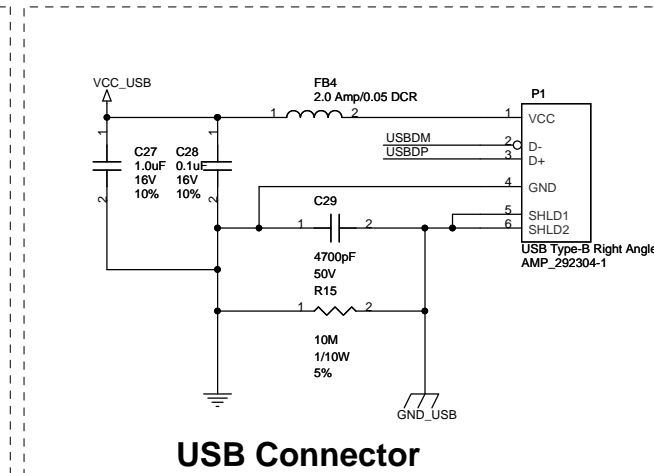 VCC_USB
FB4
2.0 Amp/0.05 DCR
1
2
P1
1
VCC
USBDM
2
D-
USBDP
3
D+
4
GND
5
SHLD1
6
SHLD2
USB Type-B Right Angle
AMP_292304-1
1
2
C27
1.0uF
16V
10%
1
2
C28
0.1uF
16V
10%
C29
1
2
4700pF
50V
R15
1
2
10M
1/10W
5%
GND_USB
USB Connector